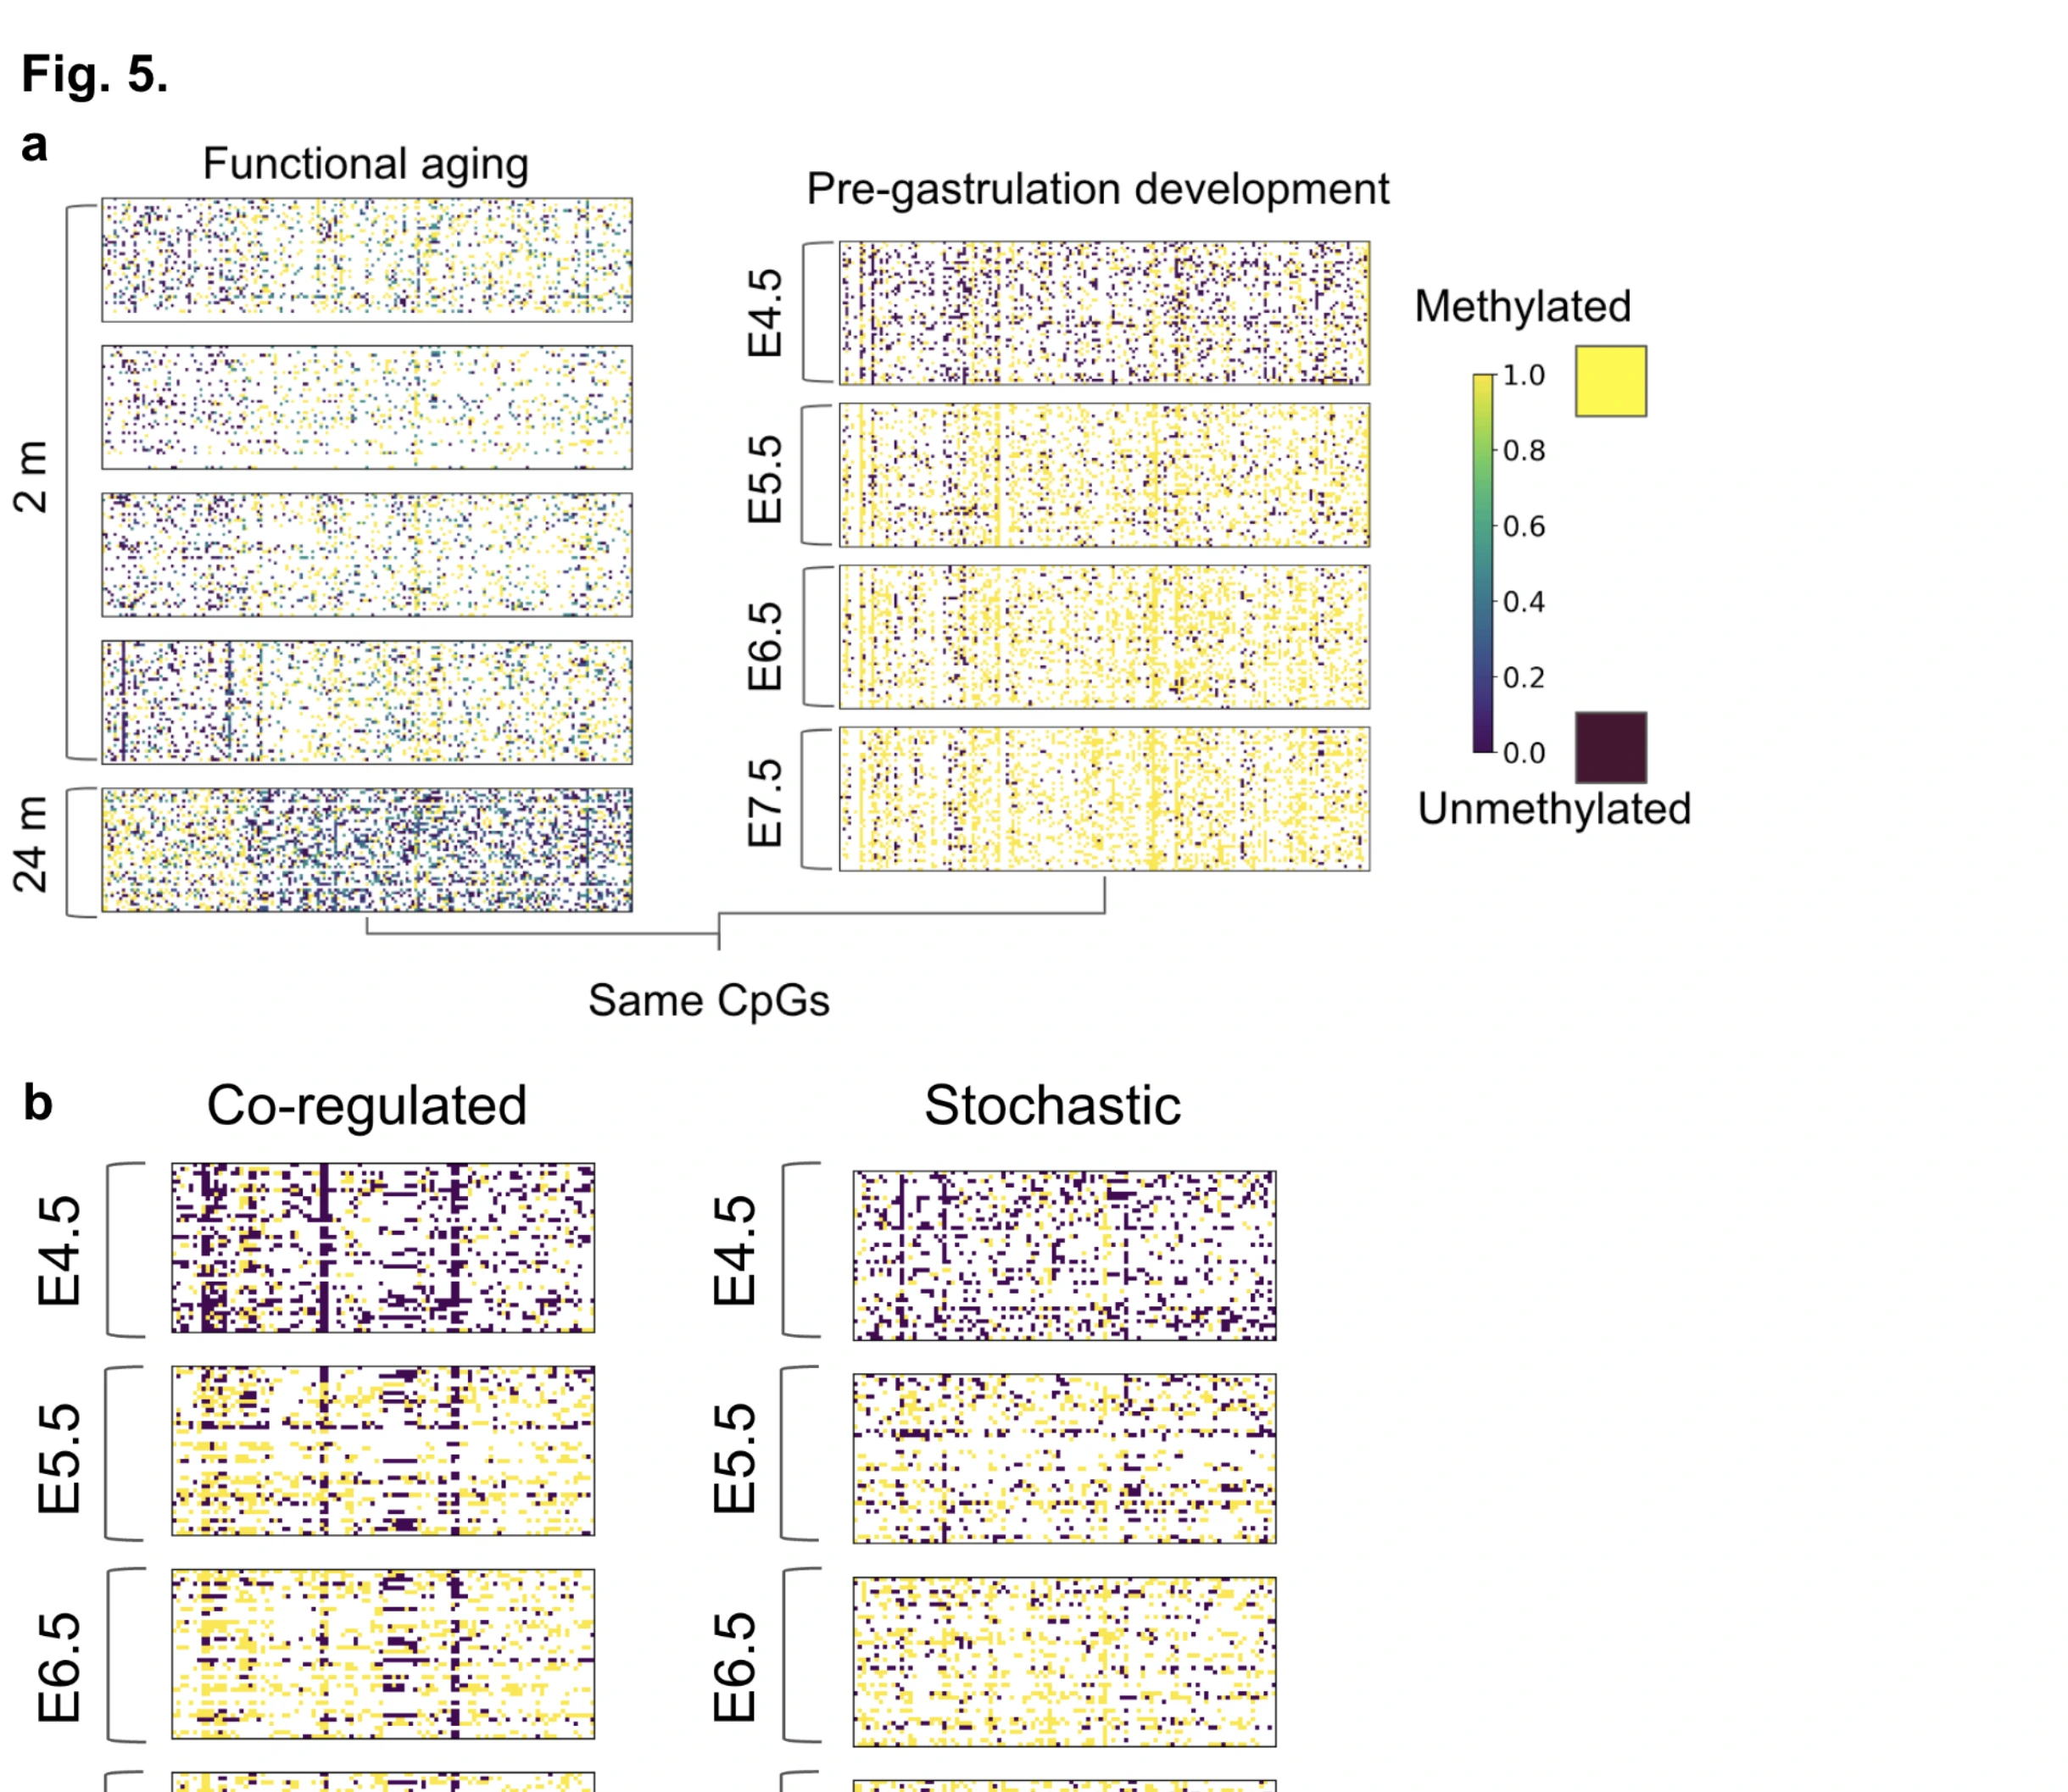 Fig. 5.
a
Functional aging
Pre-gastrulation development
2 m
24 m
E4.5
E5.5
E6.5
E7.5
Methylated
1.0
0.8
0.6
0.4
0.2
0.0
Unmethylated
Same CpGs
b
Co-regulated
Stochastic
E4.5
E4.5
E5.5
E5.5
E6.5
E6.5